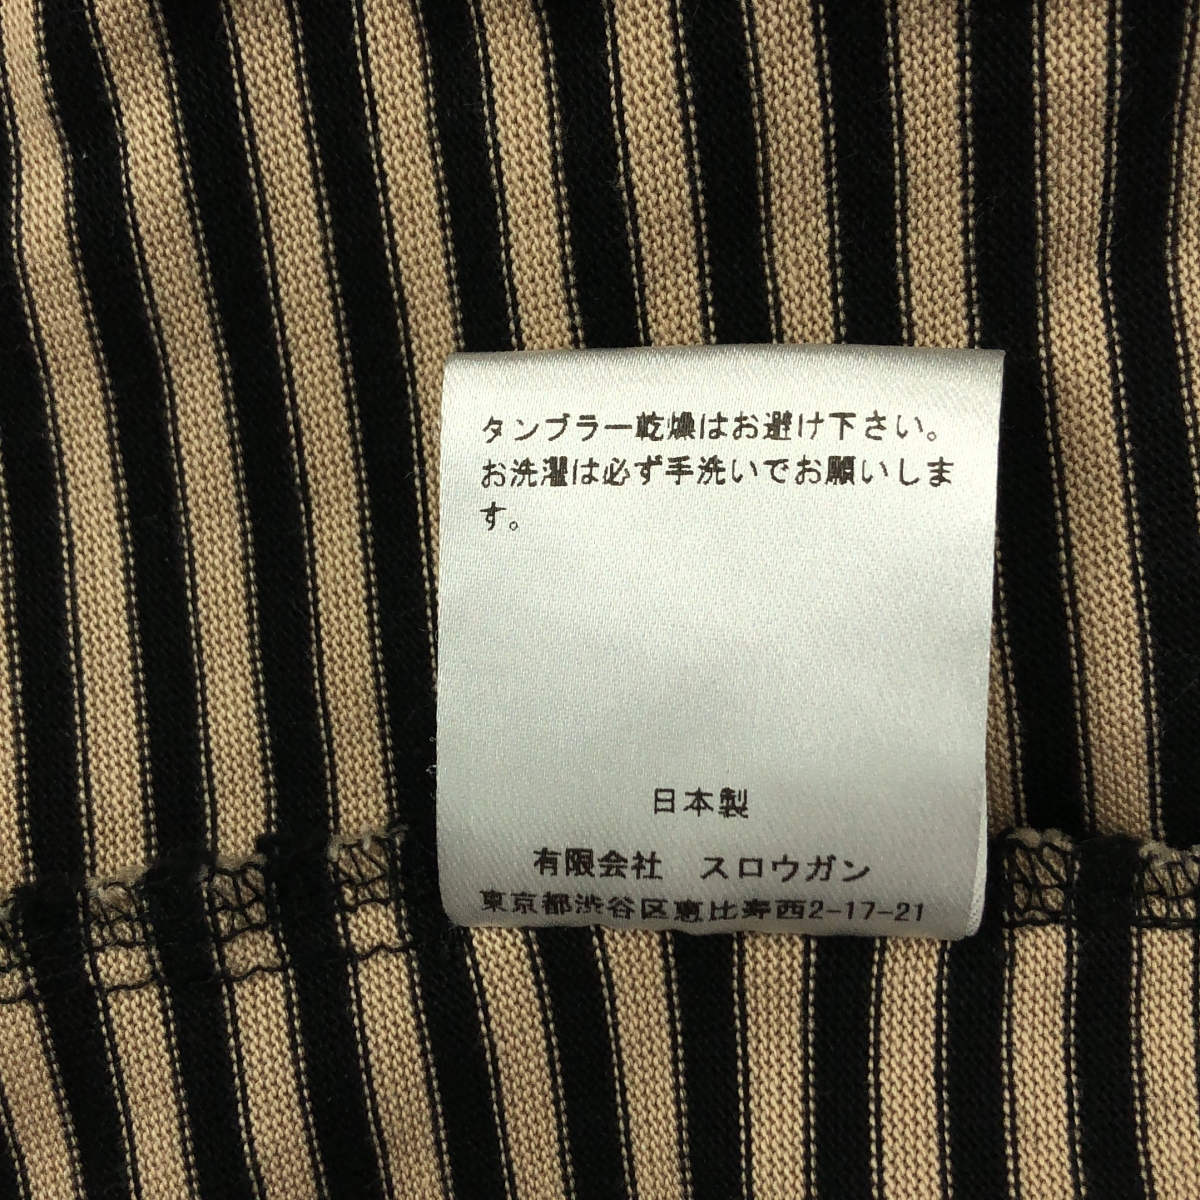 タンブラー乾燥はお避け下さい。
お洗濯は必ず手洗いでお願いしま
す。
日本製
有限会社　スロウガン
東京都渋谷区恵比寿西2-17-21